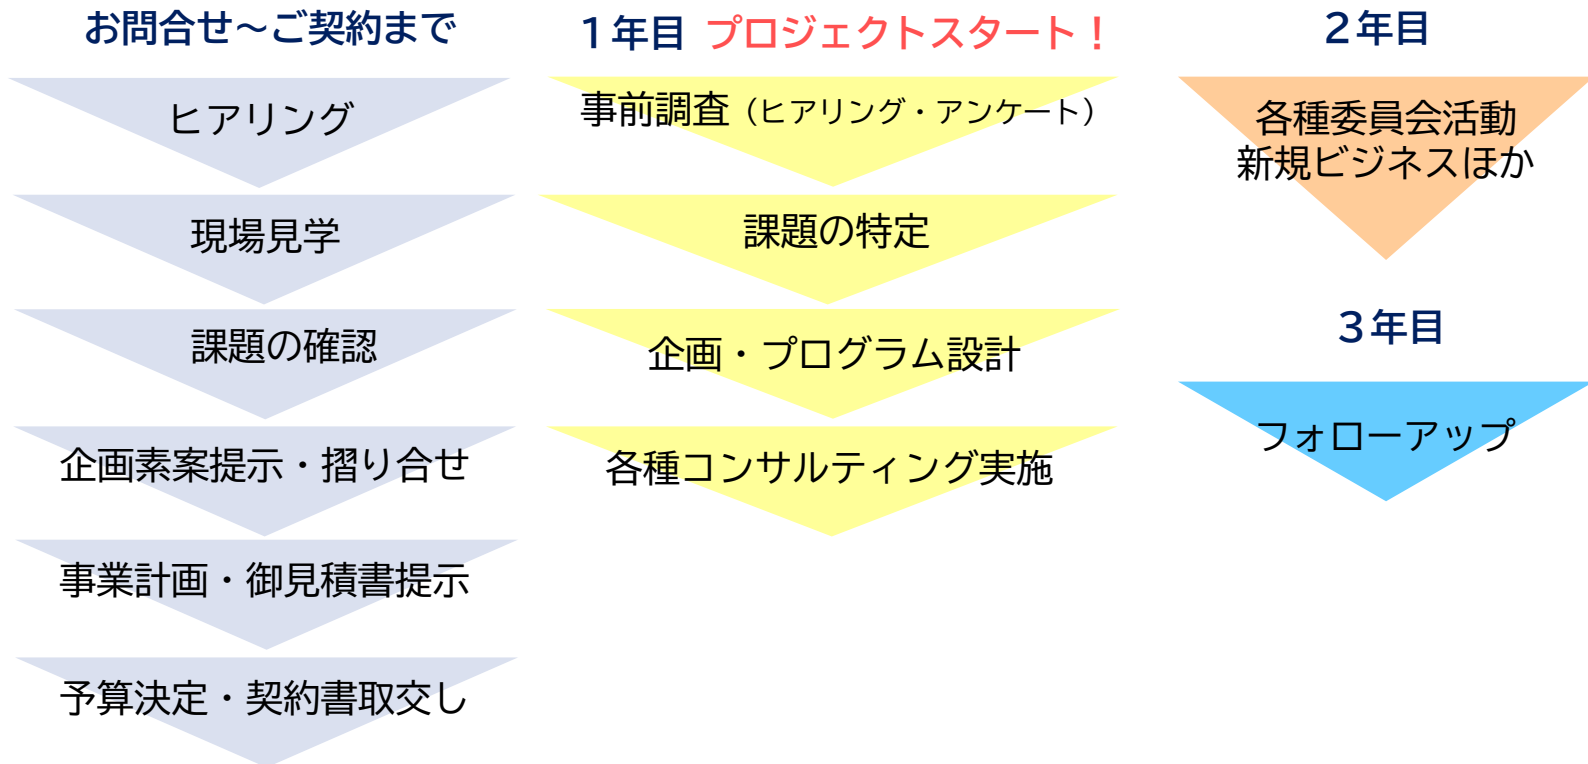 お問合せ～ご契約まで
ヒアリング
現場見学
課題の確認
企画素案提示・摺り合せ
事業計画・御見積書提示
予算決定・契約書取交し
１年目 プロジェクトスタート！
事前調査（ヒアリング・アンケート）
課題の特定
企画・プログラム設計
各種コンサルティング実施
２年目
各種委員会活動
新規ビジネスほか
３年目
フォローアップ